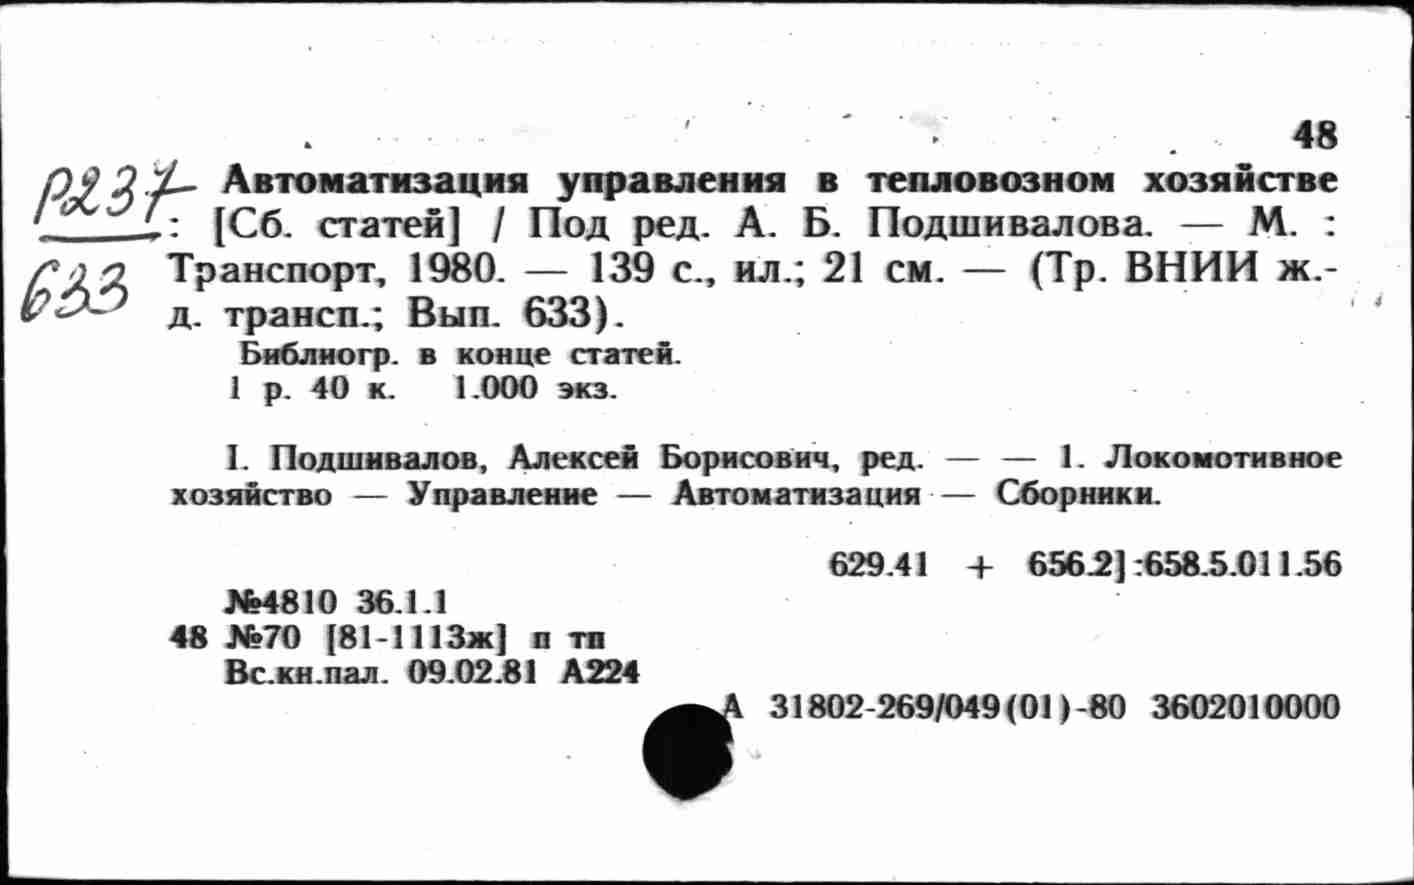 48
Р237
633
Автоматизация управления в тепловозном хозяйстве
: [Сб. статей] / Под ред. А. Б. Подшивалова. — М. :
Транспорт, 1980. — 139 с., ил.; 21 см. — (Тр. ВНИИ ж.-
д. трансп.; Вып. 633).
Библиогр. в конце статей.
1 р. 40 к. 1.000 экз.
I. Подшивалов, Алексей Борисович, ред. — — 1. Локомотивное
хозяйство — Управление — Автоматизация — Сборники.
629.41 + 656.2]:658.5.011.56
№4810 36.1.1
48 №70 [81-1113ж] п тп
Вс.кн.пал. 09.02.81 А224
А 31802-269/049(01)-80 3602010000